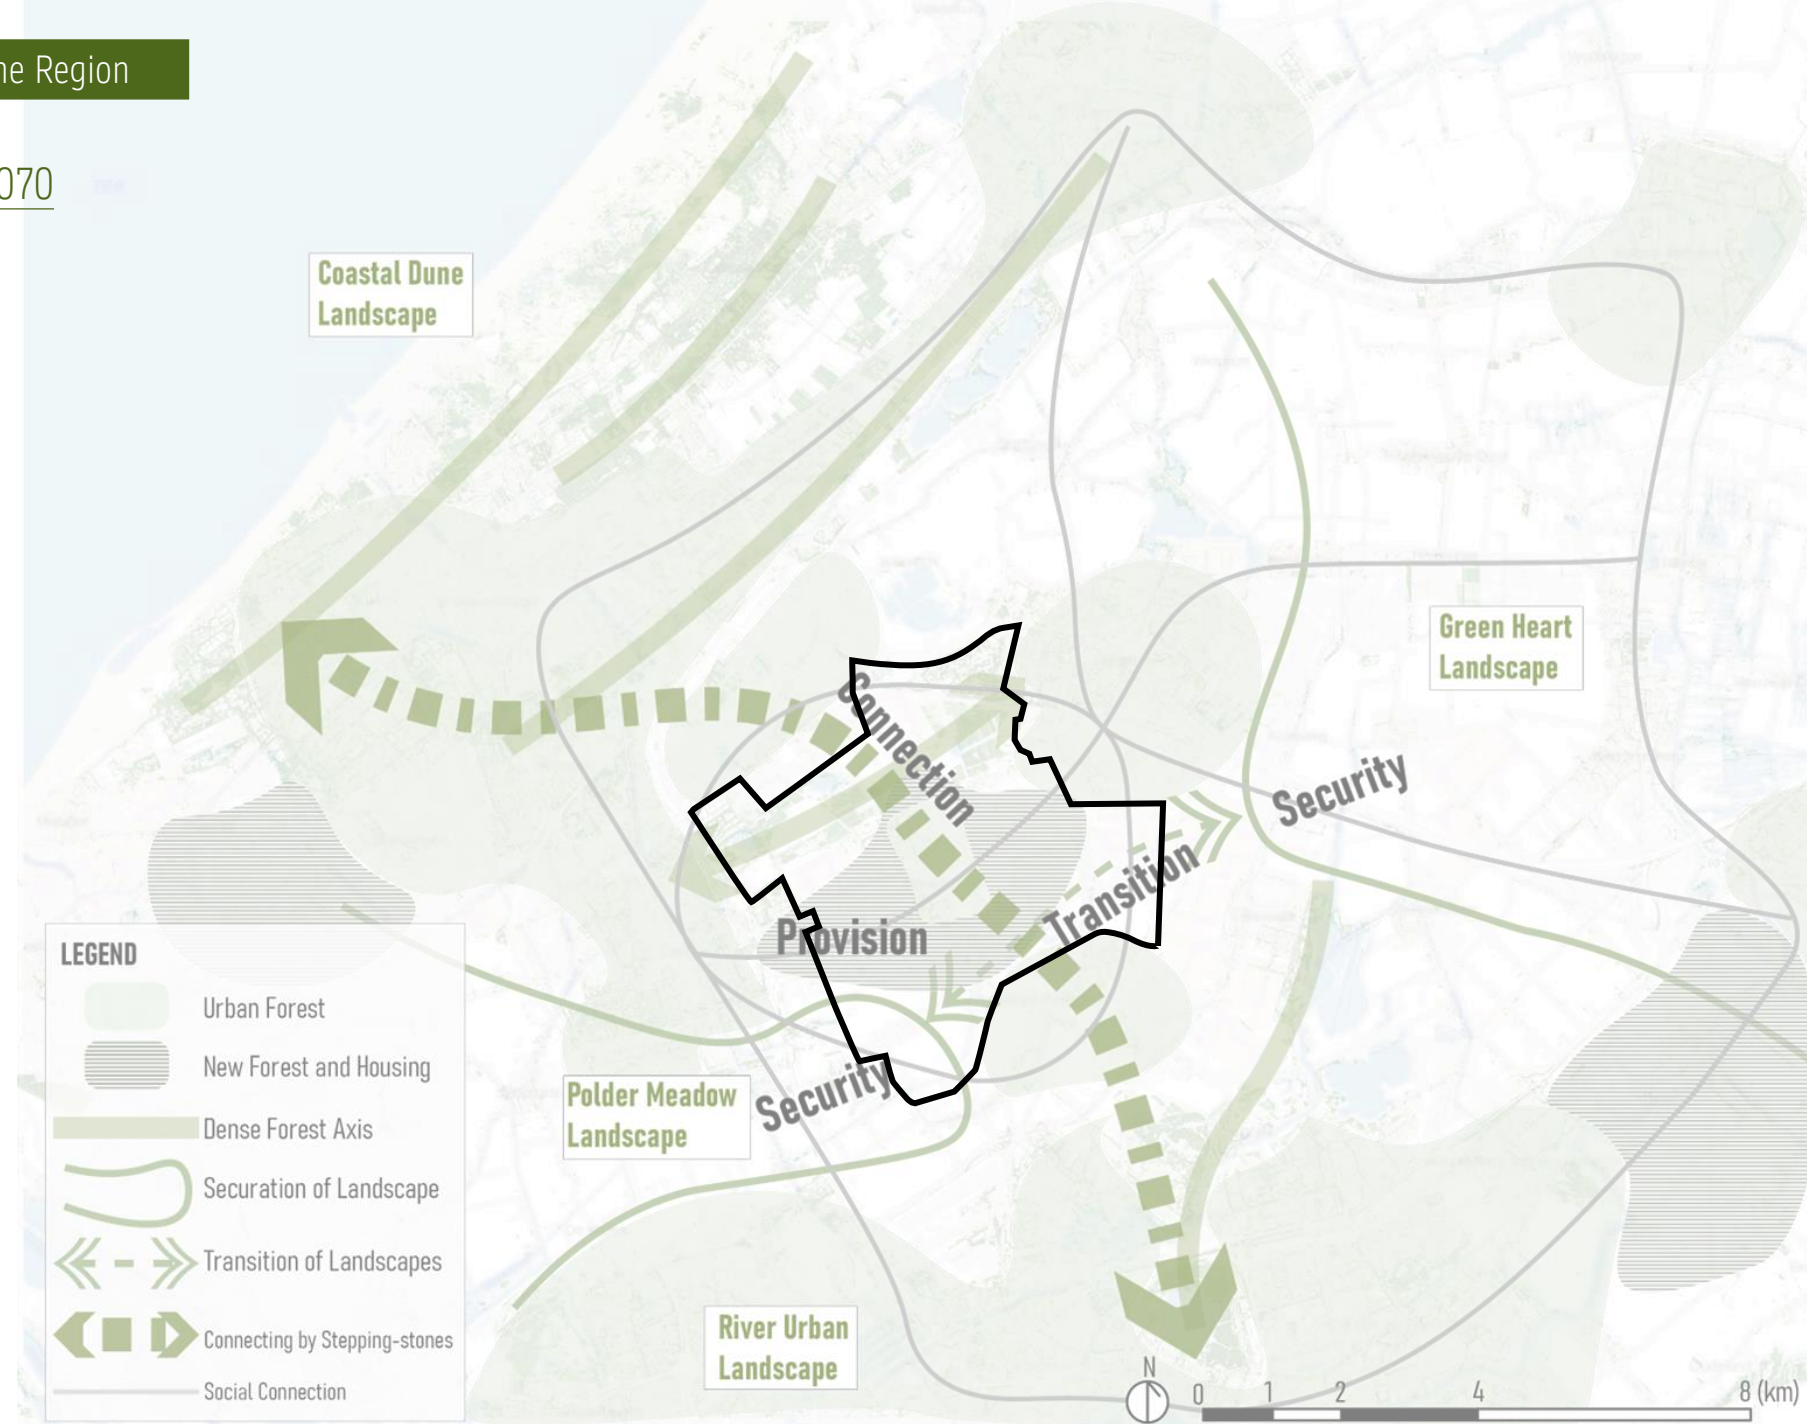 ne Region
070
Coastal Dune
Landscape
Green Heart
Landscape
Connection
Security
Transition
Provision
Security
Polder Meadow
Landscape
River Urban
Landscape
LEGEND
Urban Forest
New Forest and Housing
Dense Forest Axis
Securation of Landscape
Transition of Landscapes
Connecting by Stepping-stones
Social Connection
N
0 1 2 4 8 (km)